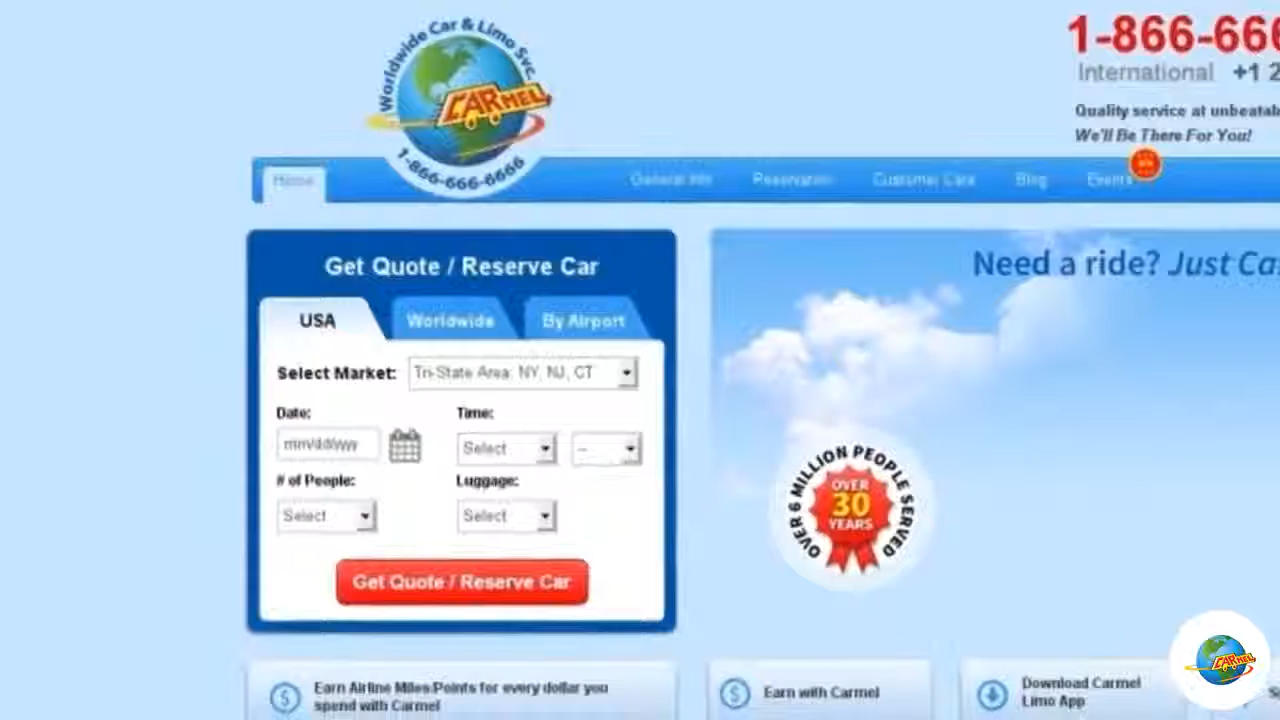 Worldwide Car & Limo Svc.
CARMEL
1-866-666-6666
1-866-666
International +1 2
Quality service at unbeatable
We'll Be There For You!
Home
General Info
Reservation
Customer Care
Blog
Events
Get Quote / Reserve Car
USA
Worldwide
By Airport
Select Market: Tri-State Area: NY, NJ, CT
Date:
Time:
mm/dd/yyyy
Select
--
# of People:
Luggage:
Select
Select
Get Quote / Reserve Car
Need a ride? Just Car
OVER 6 MILLION PEOPLE SERVED
OVER
30
YEARS
Earn Airline Miles/Points for every dollar you
spend with Carmel
Earn with Carmel
Download Carmel
Limo App
CARMEL